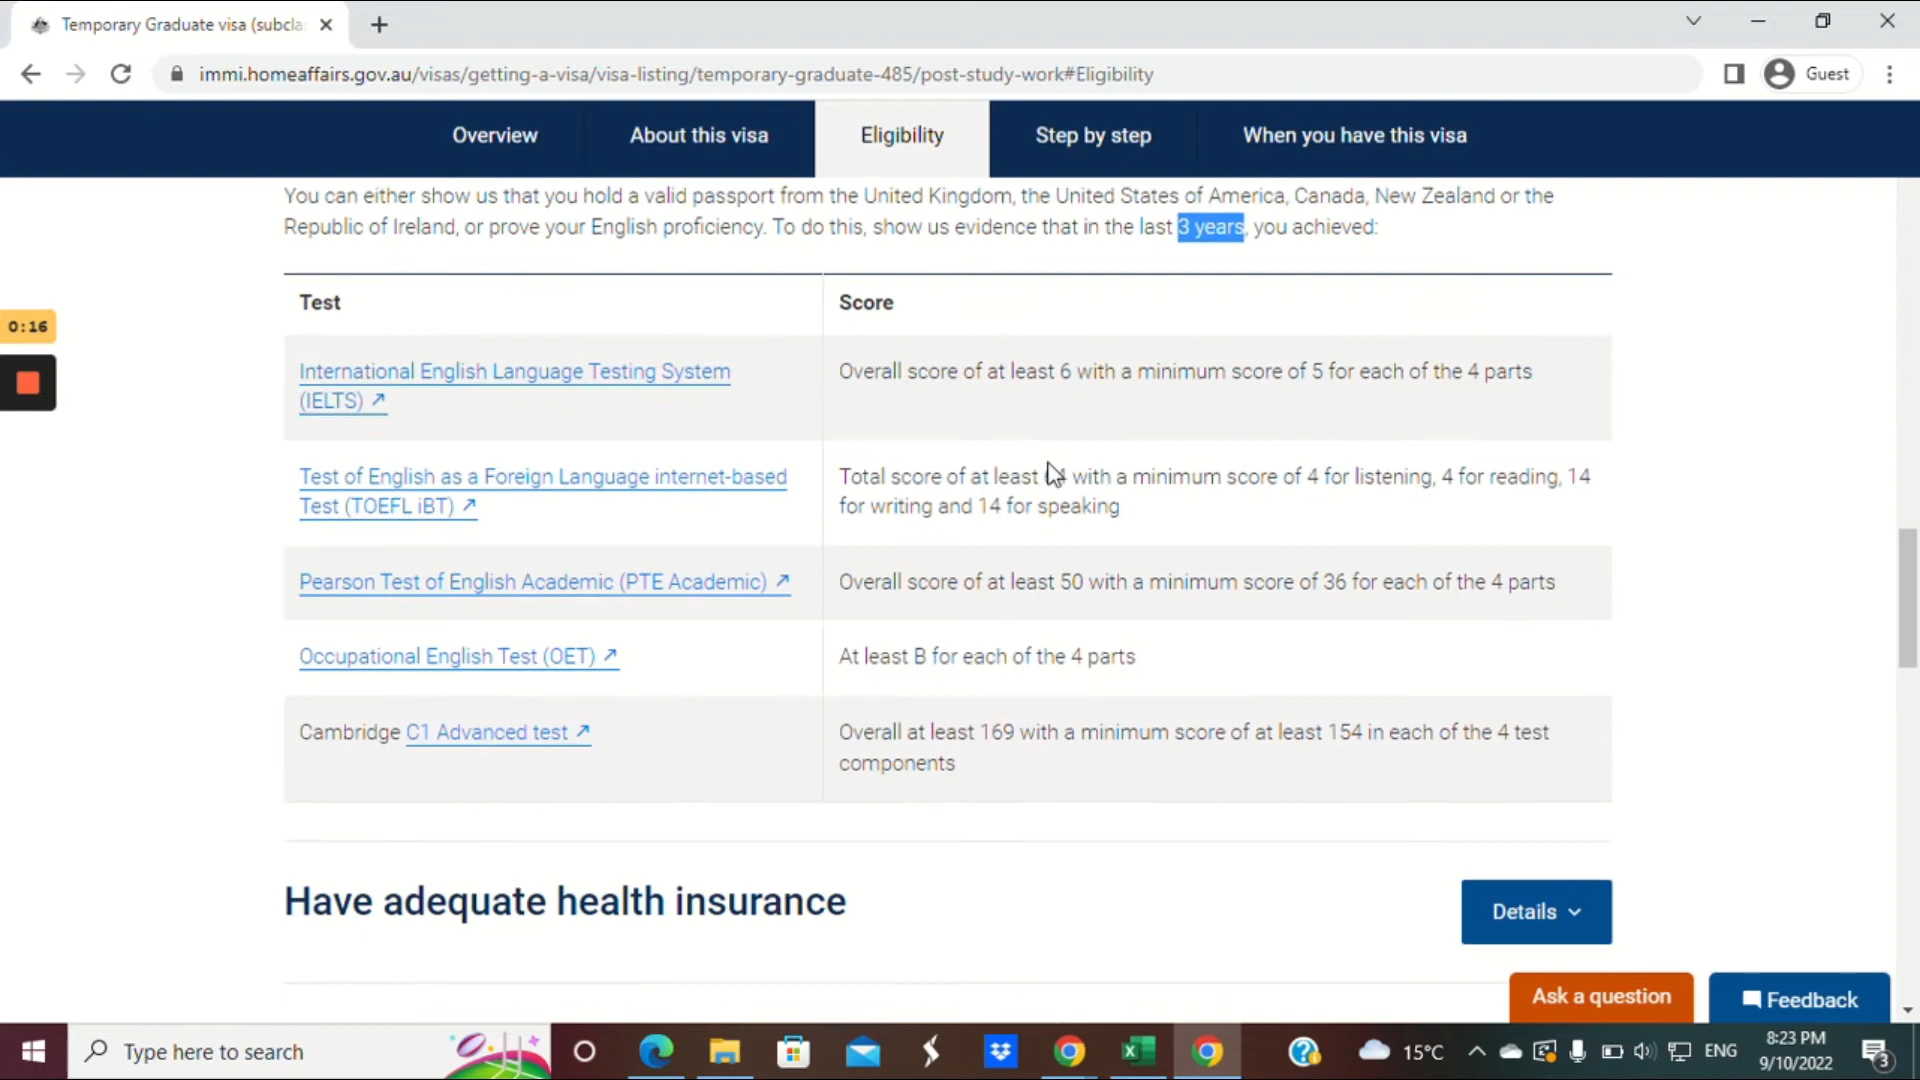 Temporary Graduate visa (subcla
immi.homeaffairs.gov.au/visas/getting-a-visa/visa-listing/temporary-graduate-485/post-study-work#Eligibility
Guest
Overview
About this visa
Eligibility
Step by step
When you have this visa
You can either show us that you hold a valid passport from the United Kingdom, the United States of America, Canada, New Zealand or the
Republic of Ireland, or prove your English proficiency. To do this, show us evidence that in the last 3 years, you achieved:
0:16
Test
Score
International English Language Testing System
(IELTS)
Overall score of at least 6 with a minimum score of 5 for each of the 4 parts
Test of English as a Foreign Language internet-based
Test (TOEFL iBT)
Total score of at least with a minimum score of 4 for listening, 4 for reading, 14
for writing and 14 for speaking
Pearson Test of English Academic (PTE Academic)
Overall score of at least 50 with a minimum score of 36 for each of the 4 parts
Occupational English Test (OET)
At least B for each of the 4 parts
Cambridge C1 Advanced test
Overall at least 169 with a minimum score of at least 154 in each of the 4 test
components
Have adequate health insurance
Details
Ask a question
Feedback
Type here to search
15°C
ENG
8:23 PM
9/10/2022
3